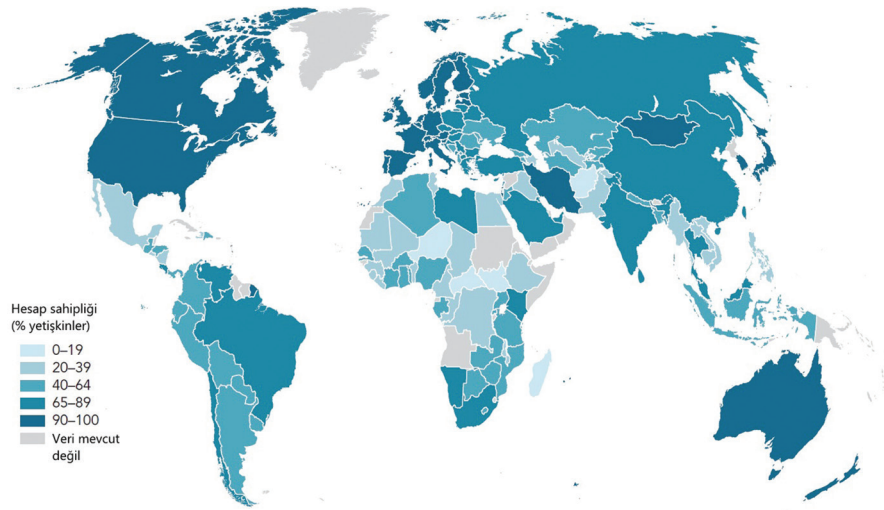 Hesap sahipliği
(% yetişkinler)
0–19
20–39
40–64
65–89
90–100
Veri mevcut
değil